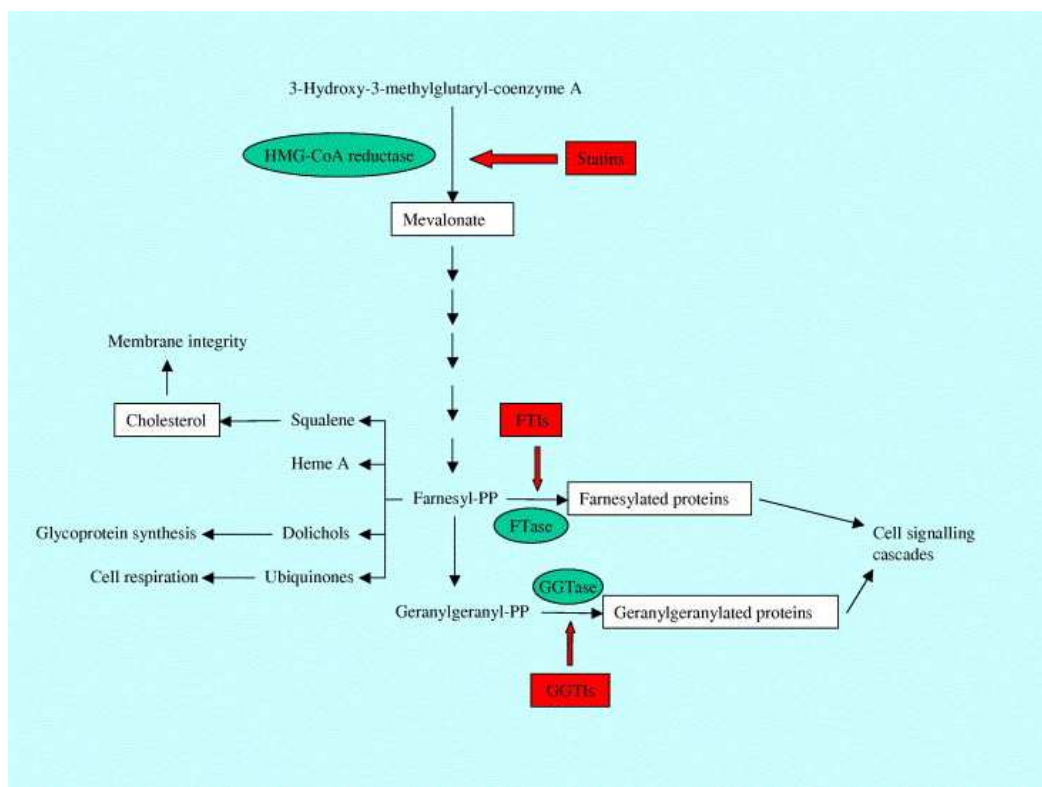 3-Hydroxy-3-methylglutaryl-coenzyme A
HMG-CoA reductase
Statins
Mevalonate
Membrane integrity
Cholesterol
Squalene
FTIs
Heme A
Farnesyl-PP
Farnesylated proteins
FTase
Glycoprotein synthesis
Dolichols
Cell signalling
cascades
Cell respiration
Ubiquinones
GGTase
Geranylgeranyl-PP
Geranylgeranylated proteins
GGTIs